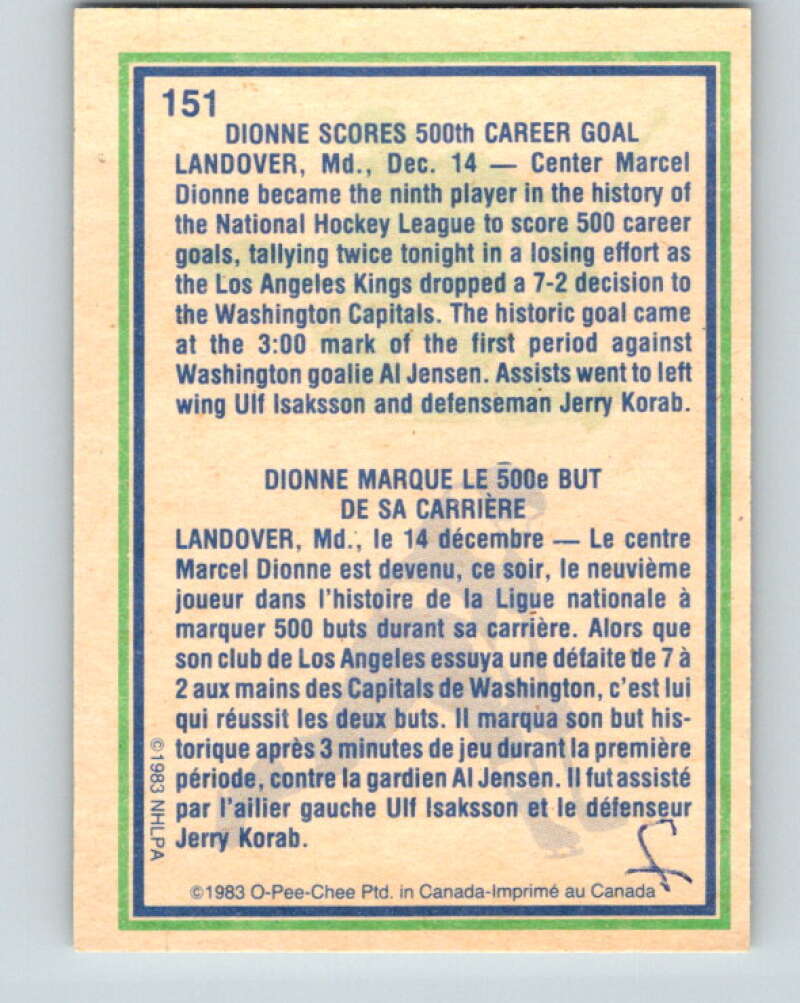 151
DIONNE SCORES 500th CAREER GOAL
LANDOVER, Md., Dec. 14 — Center Marcel
Dionne became the ninth player in the history of
the National Hockey League to score 500 career
goals, tallying twice tonight in a losing effort as
the Los Angeles Kings dropped a 7-2 decision to
the Washington Capitals. The historic goal came
at the 3:00 mark of the first period against
Washington goalie Al Jensen. Assists went to left
wing Ulf Isaksson and defenseman Jerry Korab.
DIONNE MARQUE LE 500e BUT
DE SA CARRIÈRE
LANDOVER, Md., le 14 décembre — Le centre
Marcel Dionne est devenu, ce soir, le neuvième
joueur dans l'histoire de la Ligue nationale à
marquer 500 buts durant sa carrière. Alors que
son club de Los Angeles essuya une défaite de 7 à
2 aux mains des Capitals de Washington, c'est lui
qui réussit les deux buts. Il marqua son but his-
torique après 3 minutes de jeu durant la première
période, contre la gardien Al Jensen. Il fut assisté
par l'ailier gauche Ulf Isaksson et le défenseur
Jerry Korab.
©1983 NHLPA
©1983 O-Pee-Chee Ptd. in Canada-Imprimé au Canada